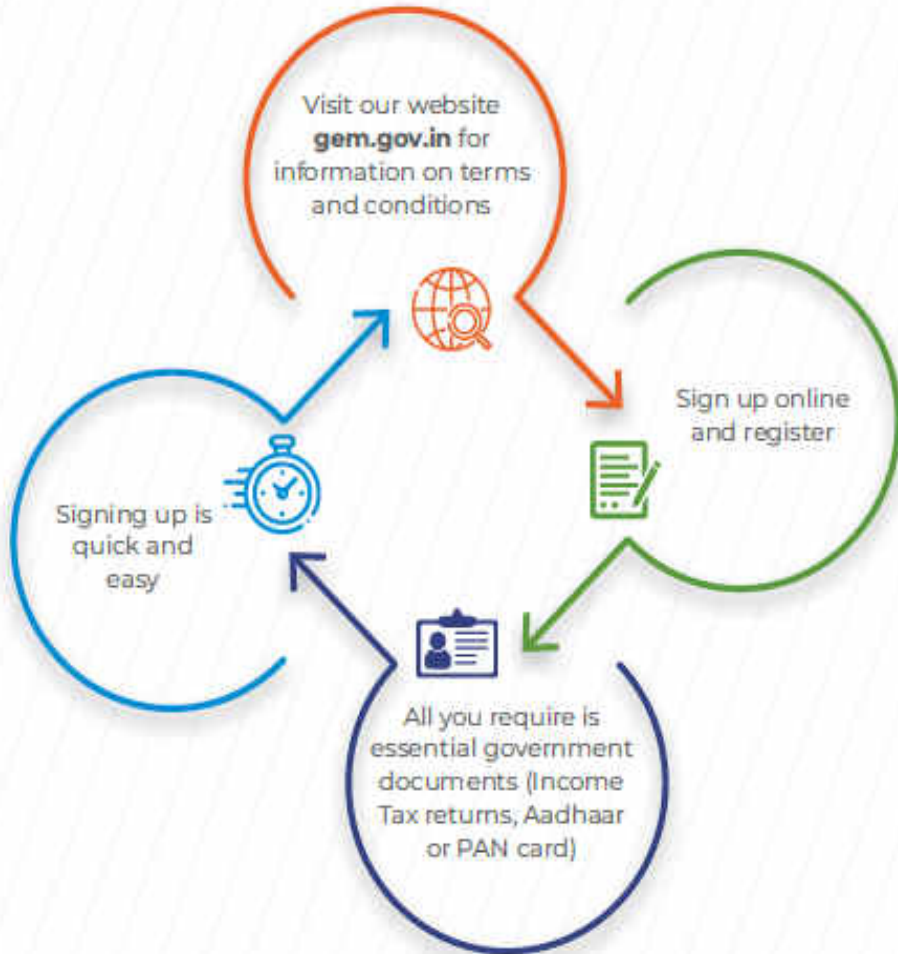 Visit our website
gem.gov.in for
information on terms
and conditions
Sign up online
and register
All you require is
essential government
documents (Income
Tax returns, Aadhaar
or PAN card)
Signing up is
quick and
easy